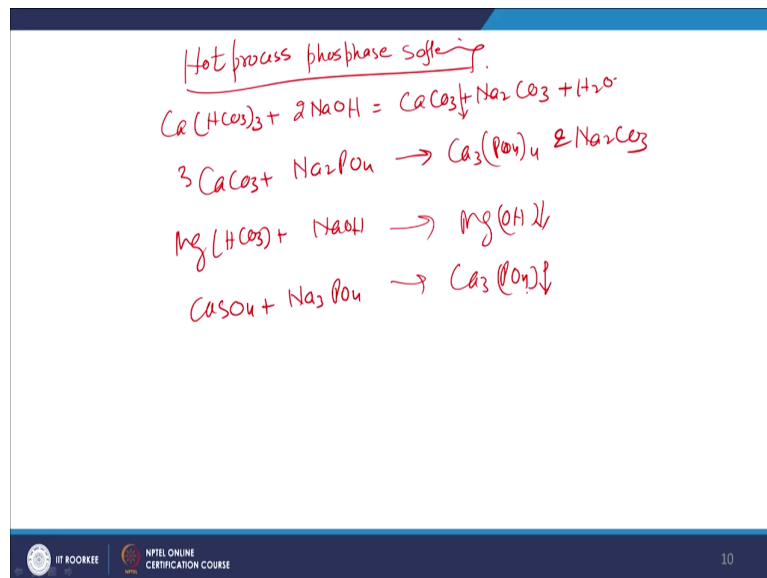 Hot process phosphase softening.
Ca(HCO3)3 + 2NaOH = CaCO3↓ + Na2CO3 + H2O
3CaCO3 + Na2PO4 → Ca3(PO4)4 & Na2CO3
Mg(HCO3) + NaOH → Mg(OH)↓
CaSO4 + Na3PO4 → Ca3(PO4)↓
IIT ROORKEE
NPTEL ONLINE
CERTIFICATION COURSE
10